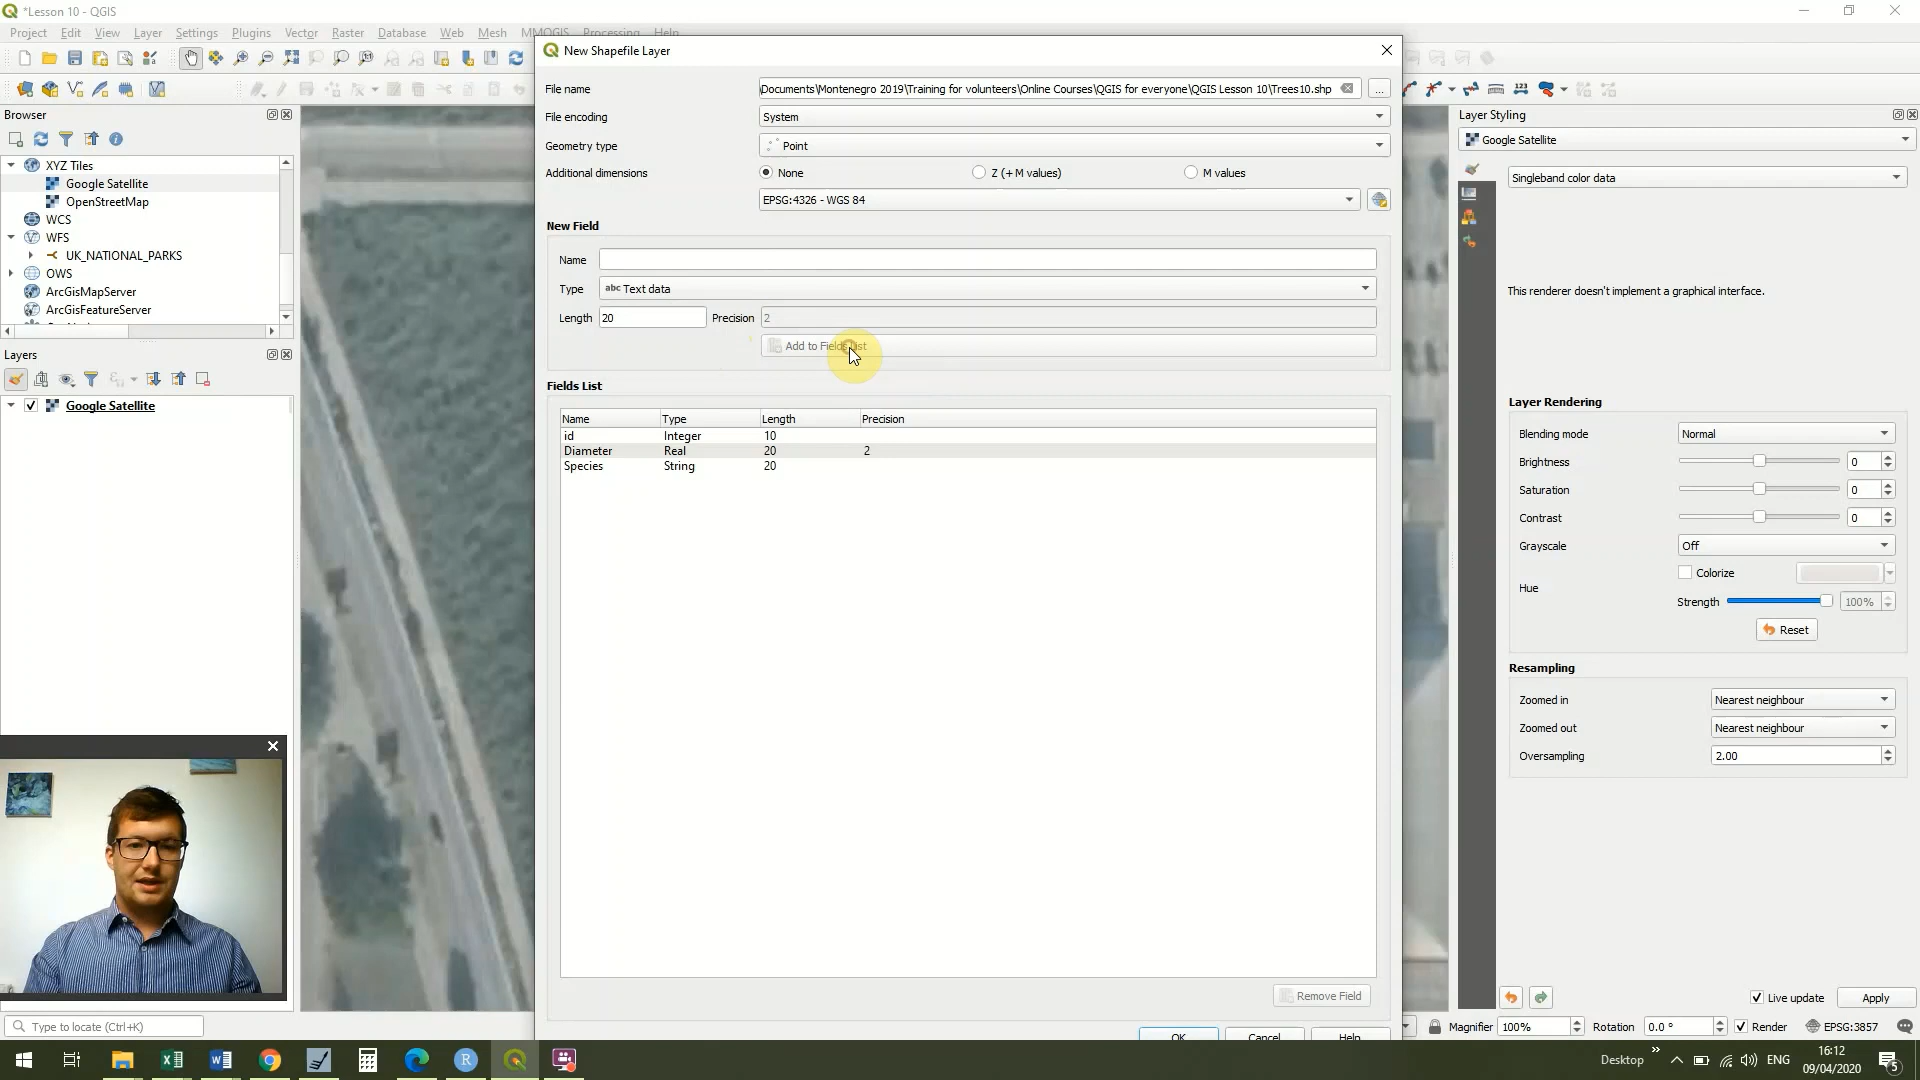 *Lesson 10 - QGIS
Project Edit View Layer Settings Plugins Vector Raster Database Web Mesh MMQGIS Processing Help
New Shapefile Layer
File name
Documents\Montenegro 2019\Training for volunteers\Online Courses\QGIS for everyone\QGIS Lesson 10\Trees10.shp
...
File encoding
System
Geometry type
Point
Additional dimensions
None
Z (+ M values)
M values
EPSG:4326 - WGS 84
New Field
Name
Type
abc Text data
Length 20
Precision 2
Fields List
Name Type Length Precision
id Integer 10
Diameter Real 20 2
Species String 20
Remove Field
OK
Cancel
Help
Browser
XYZ Tiles
Google Satellite
OpenStreetMap
WCS
WFS
UK_NATIONAL_PARKS
OWS
ArcGisMapServer
ArcGisFeatureServer
Layers
Google Satellite
Type to locate (Ctrl+K)
Layer Styling
Google Satellite
Singleband color data
This renderer doesn't implement a graphical interface.
Layer Rendering
Blending mode Normal
Brightness 0
Saturation 0
Contrast 0
Grayscale Off
Hue
Colorize
Strength 100%
Reset
Resampling
Zoomed in Nearest neighbour
Zoomed out Nearest neighbour
Oversampling 2.00
Live update
Apply
Magnifier 100%
Rotation 0.0 °
Render
EPSG:3857
Desktop
ENG
16:12
09/04/2020
5